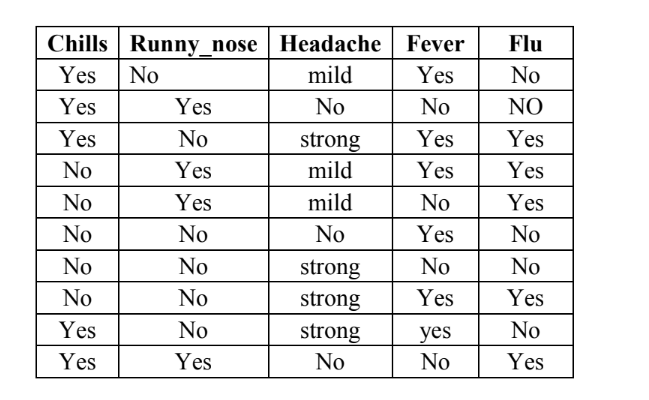 Chills Runny_nose Headache Fever Flu
Yes No mild Yes No
Yes Yes No No NO
Yes No strong Yes Yes
No Yes mild Yes Yes
No Yes mild No Yes
No No No Yes No
No No strong No No
No No strong Yes Yes
Yes No strong yes No
Yes Yes No No Yes